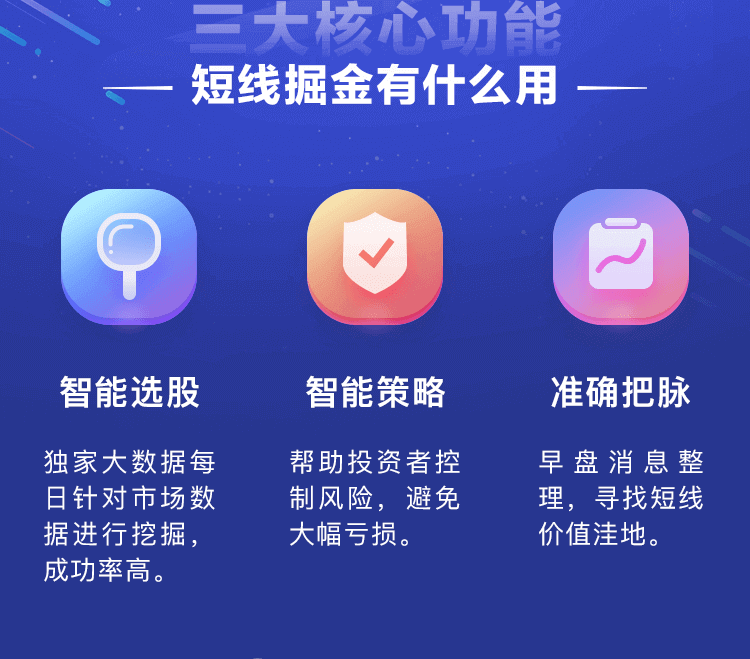 三大核心功能
短线掘金有什么用
智能选股
智能策略
准确把脉
独家大数据每
日针对市场数
据进行挖掘，
成功率高。
帮助投资者控
制风险，避免
大幅亏损。
早盘消息整
理，寻找短线
价值洼地。